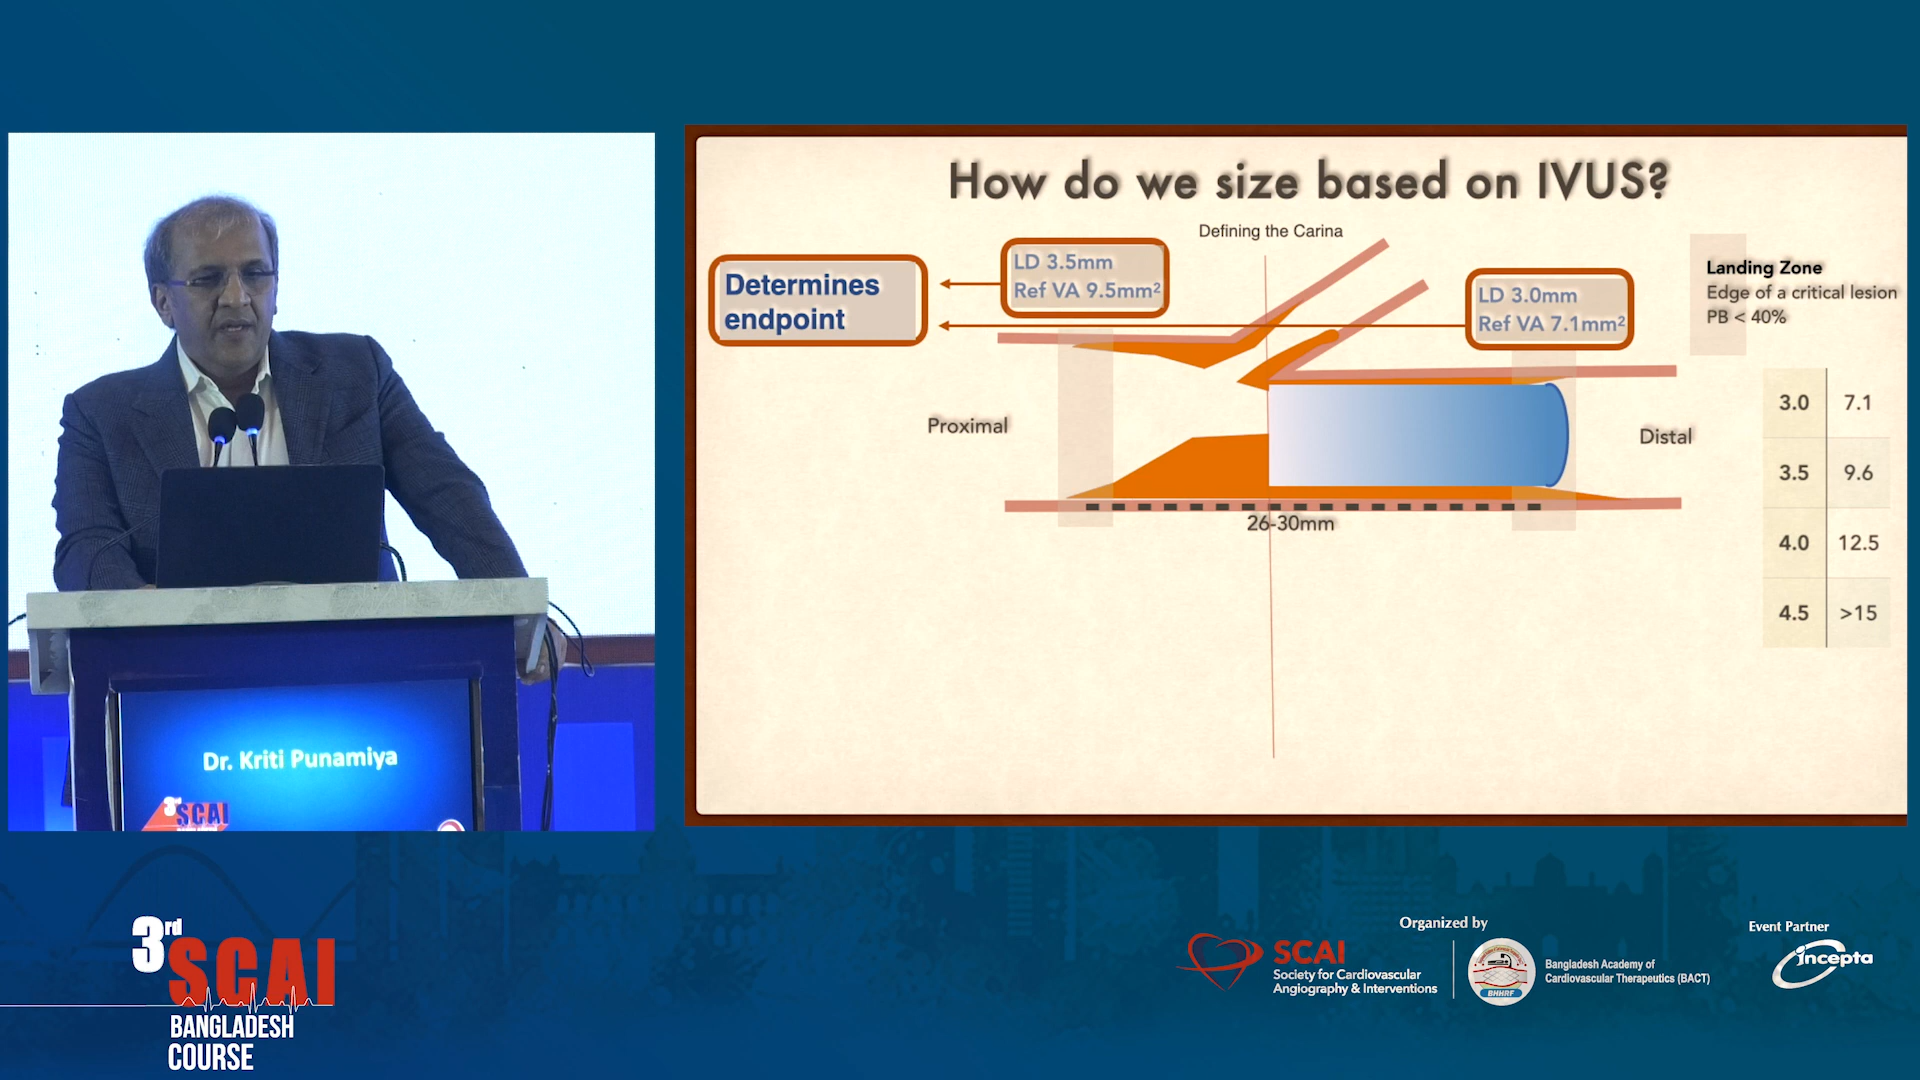 How do we size based on IVUS?
Defining the Carina
Determines
endpoint
LD 3.5mm
Ref VA 9.5mm²
LD 3.0mm
Ref VA 7.1mm²
Landing Zone
Edge of a critical lesion
PB < 40%
Proximal
Distal
26-30mm
3.0 7.1
3.5 9.6
4.0 12.5
4.5 >15
Dr. Kriti Punamiya
3rd
SCAI
3rd
SCAI
BANGLADESH
COURSE
Organized by
SCAI
Society for Cardiovascular
Angiography & Interventions
BHHRF
Bangladesh Academy of
Cardiovascular Therapeutics (BACT)
Event Partner
incepta